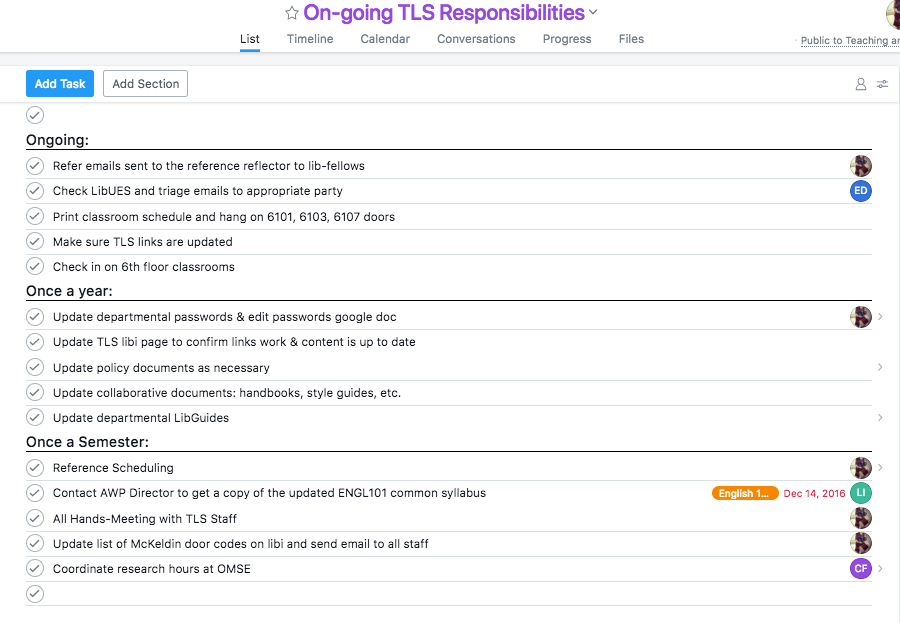 On-going TLS Responsibilities
List Timeline Calendar Conversations Progress Files
Public to Teaching
Add Task Add Section
Ongoing:
Refer emails sent to the reference reflector to lib-fellows
Check LibUES and triage emails to appropriate party ED
Print classroom schedule and hang on 6101, 6103, 6107 doors
Make sure TLS links are updated
Check in on 6th floor classrooms
Once a year:
Update departmental passwords & edit passwords google doc
Update TLS libi page to confirm links work & content is up to date
Update policy documents as necessary
Update collaborative documents: handbooks, style guides, etc.
Update departmental LibGuides
Once a Semester:
Reference Scheduling
Contact AWP Director to get a copy of the updated ENGL101 common syllabus English 1... Dec 14, 2016 LI
All Hands-Meeting with TLS Staff
Update list of McKeldin door codes on libi and send email to all staff
Coordinate research hours at OMSE CF